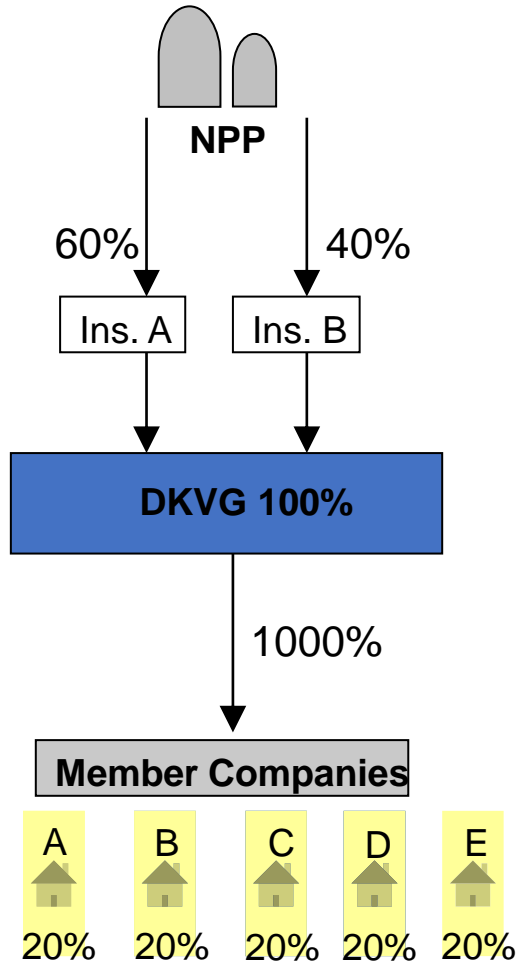 NPP
60% 40%
Ins. A Ins. B
DKVG 100%
1000%
Member Companies
A B C D E
20% 20% 20% 20% 20%